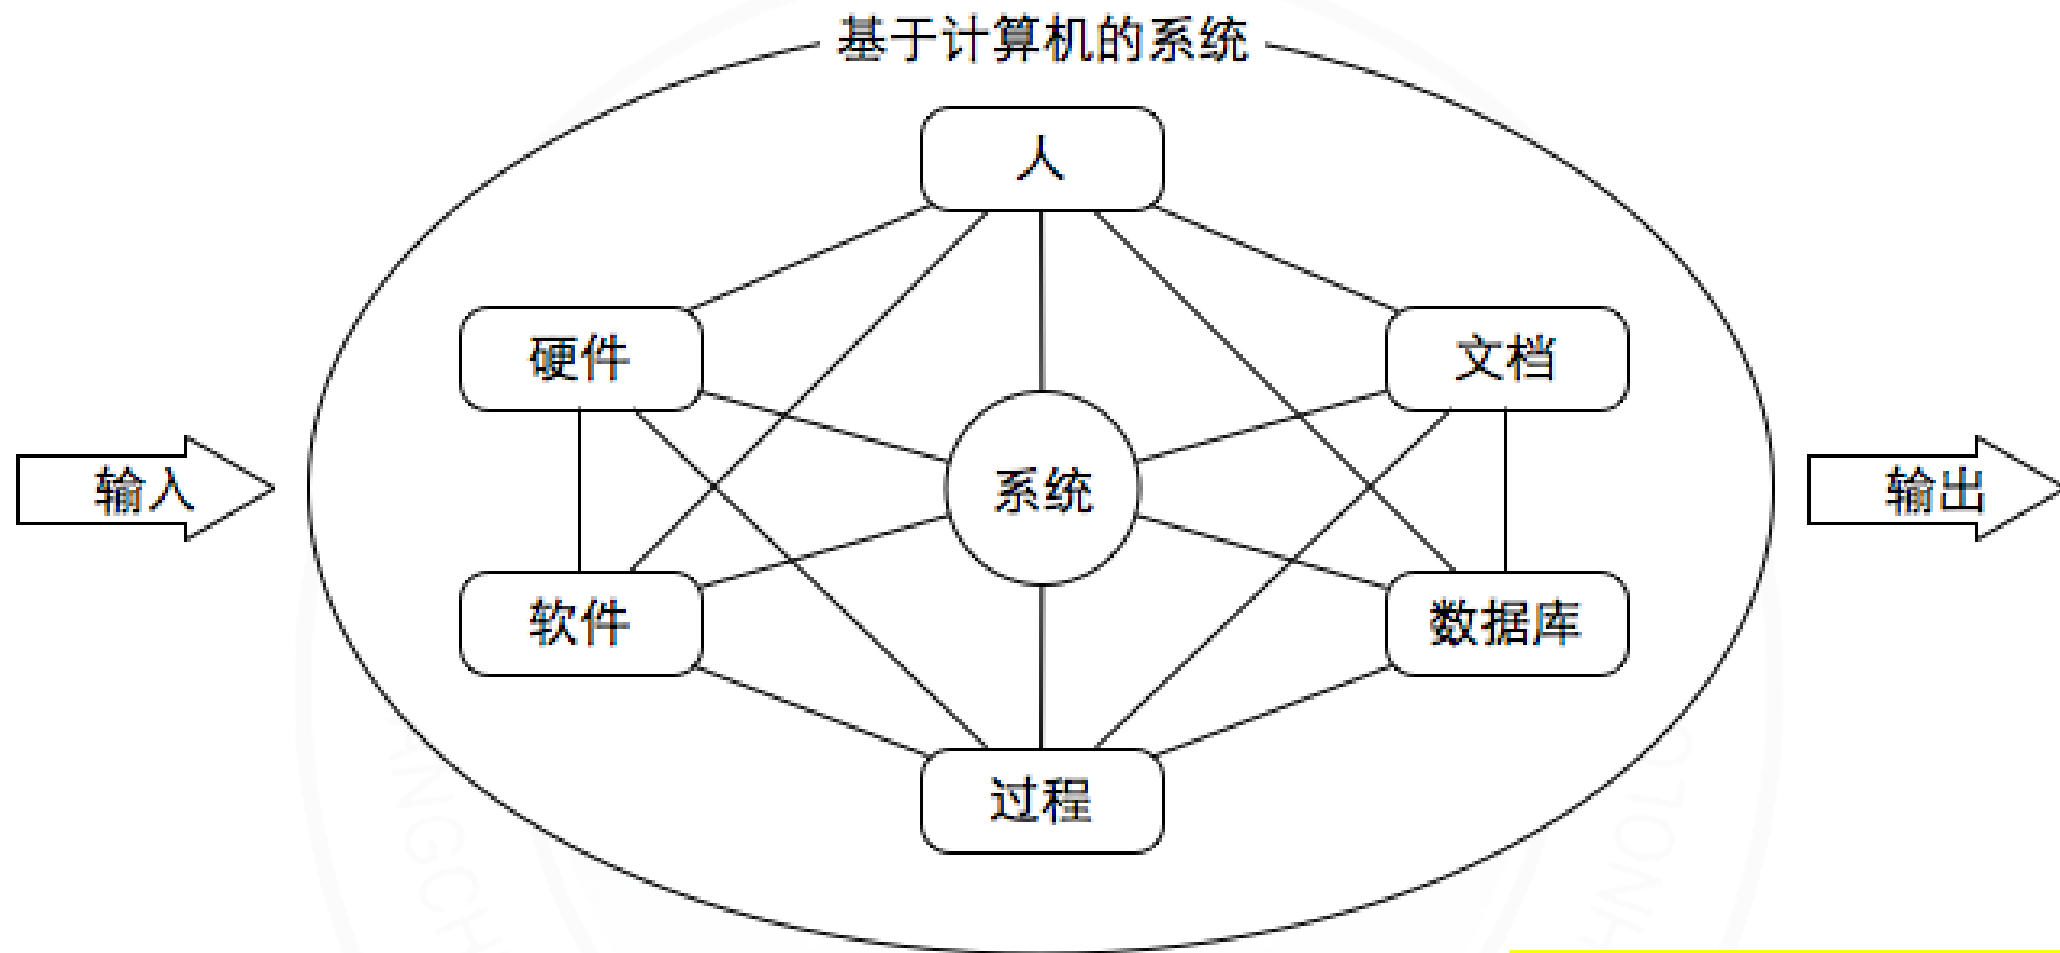 基于计算机的系统
人
硬件
文档
输入
系统
输出
软件
数据库
过程